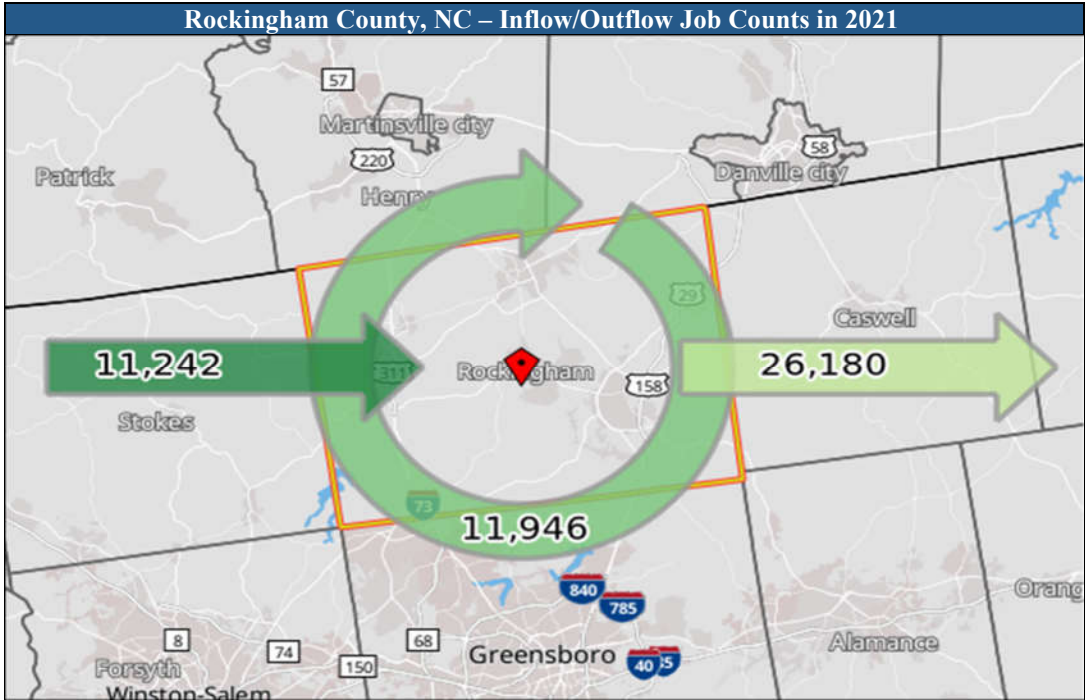 Rockingham County, NC – Inflow/Outflow Job Counts in 2021
57
Martinsville city
58
220
Danville city
Patrick
Henry
29
Caswell
11,242
311
Rockingham
158
26,180
Stokes
73
11,946
840
785
Orang
8
74
68
150
Greensboro
40
85
Alamance
Forsyth
Winston-Salem